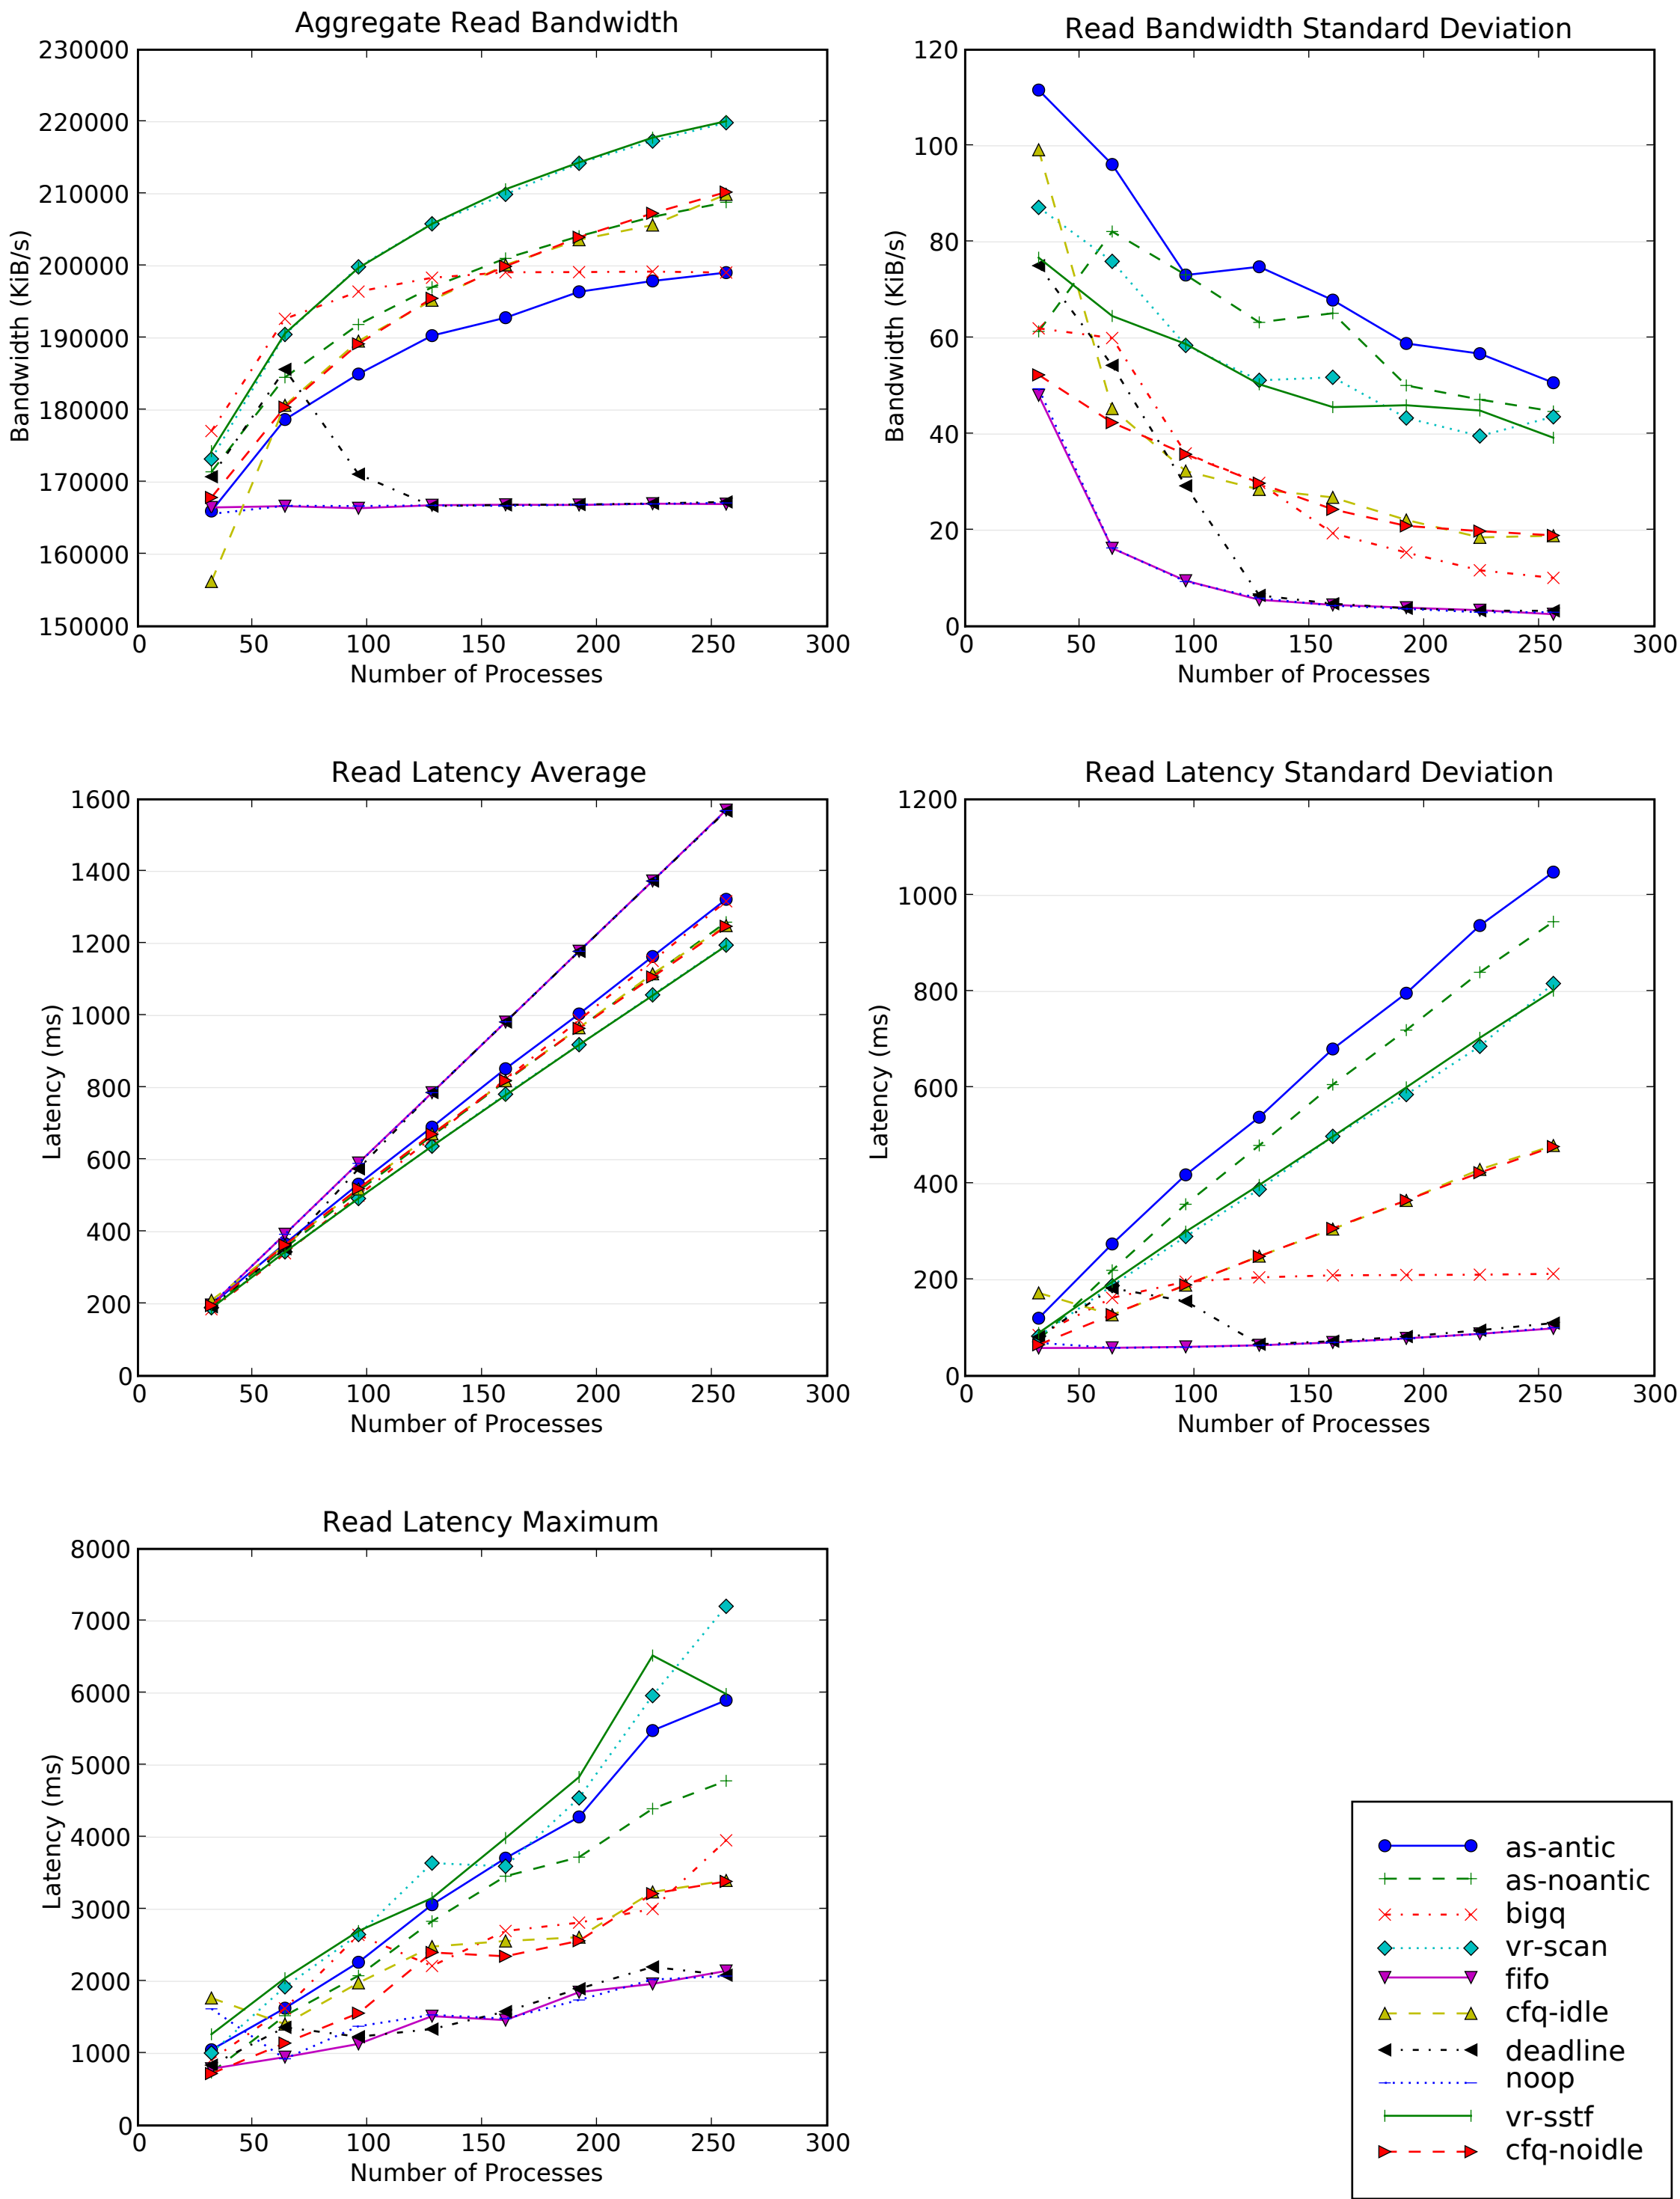 Aggregate Read Bandwidth
230000
220000
210000
200000
190000
180000
170000
160000
150000
Bandwidth (KiB/s)
0 50 100 150 200 250 300
Number of Processes
Read Bandwidth Standard Deviation
120
100
80
60
40
20
0
Bandwidth (KiB/s)
0 50 100 150 200 250 300
Number of Processes
Read Latency Average
1600
1400
1200
1000
800
600
400
200
0
Latency (ms)
0 50 100 150 200 250 300
Number of Processes
Read Latency Standard Deviation
1200
1000
800
600
400
200
0
Latency (ms)
0 50 100 150 200 250 300
Number of Processes
Read Latency Maximum
8000
7000
6000
5000
4000
3000
2000
1000
0
Latency (ms)
0 50 100 150 200 250 300
Number of Processes
as-antic
as-noantic
bigq
vr-scan
fifo
cfq-idle
deadline
noop
vr-sstf
cfq-noidle